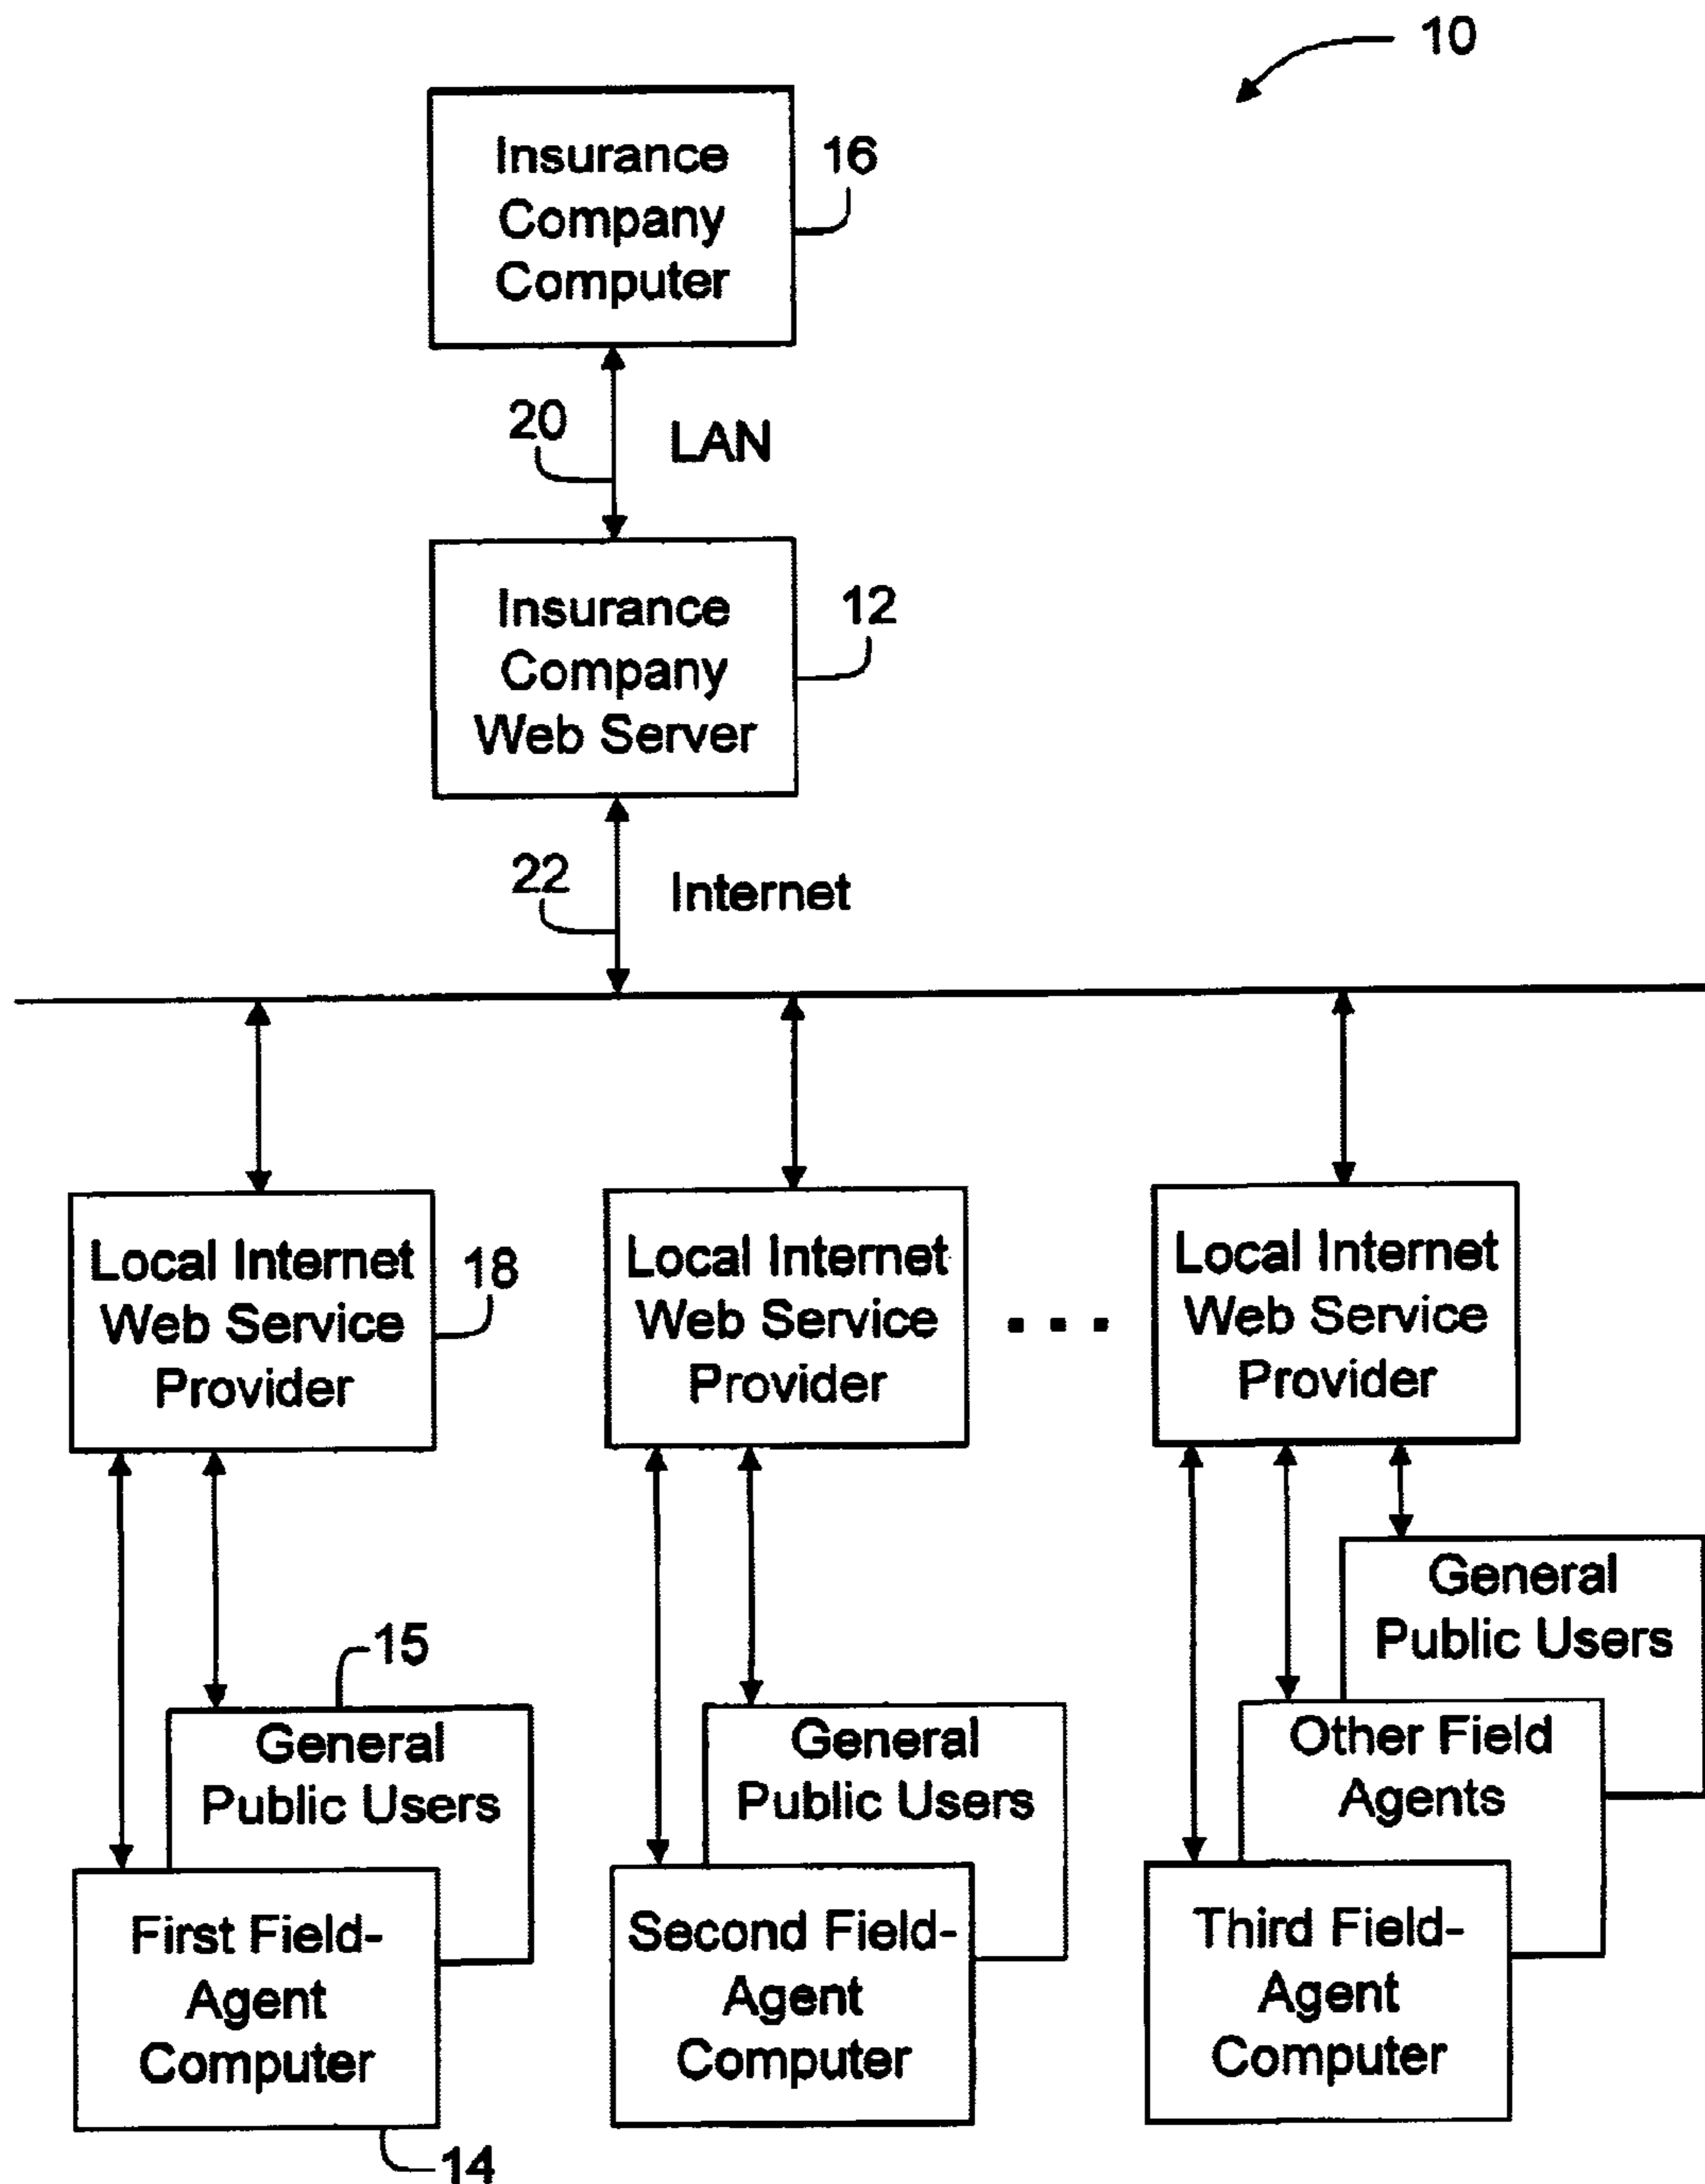 10
Insurance
Company
Computer
16
20
LAN
Insurance
Company
Web Server
12
22
Internet
Local Internet
Web Service
Provider
18
Local Internet
Web Service
Provider
Local Internet
Web Service
Provider
15
General
Public Users
First Field-
Agent
Computer
14
General
Public Users
Second Field-
Agent
Computer
General
Public Users
Other Field
Agents
Third Field-
Agent
Computer